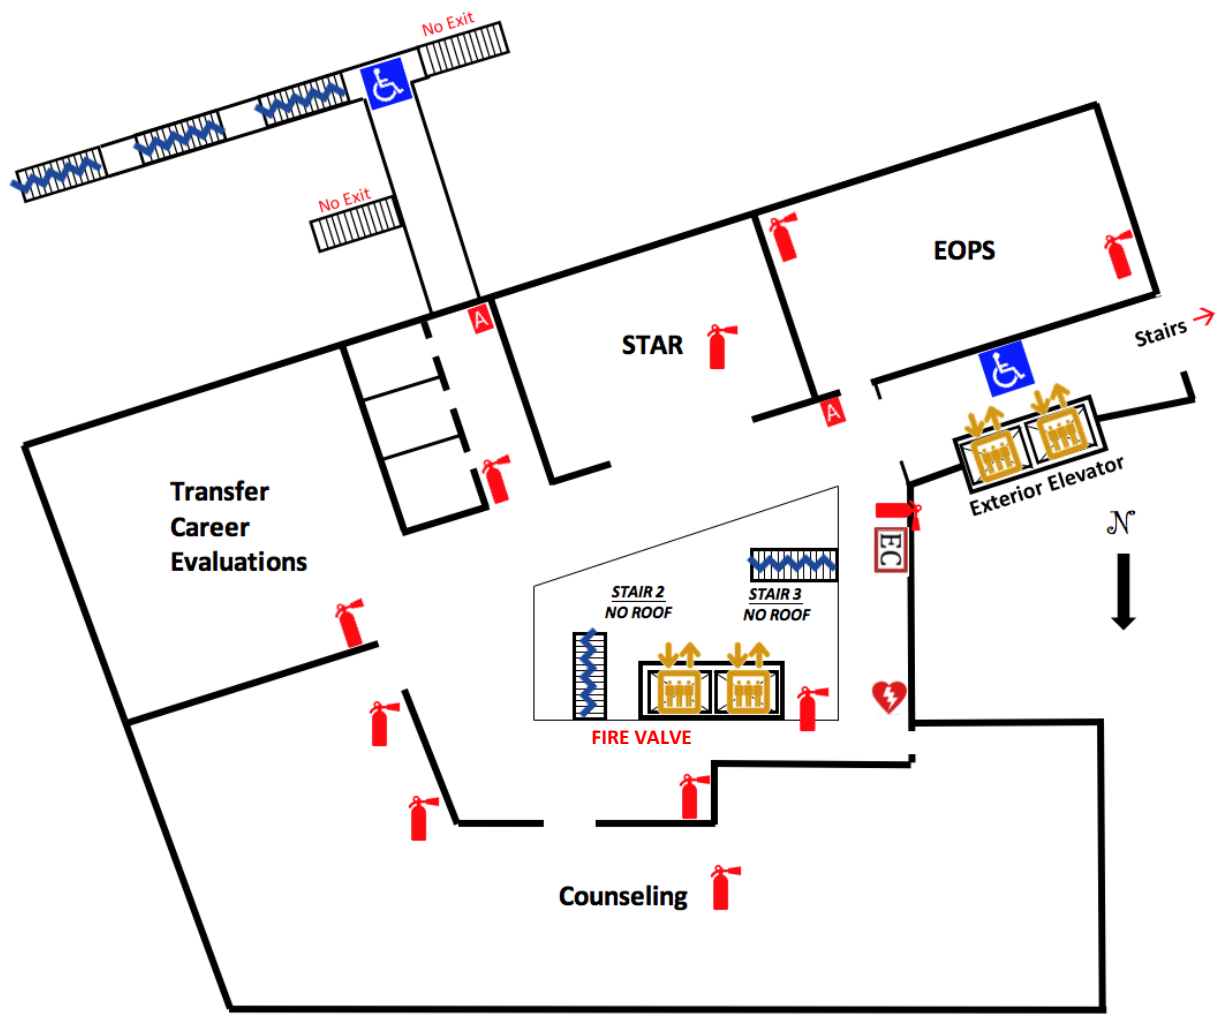 No Exit
No Exit
EOPS
STAR
Stairs
A
A
Exterior Elevator
Transfer
Career
Evaluations
N
EC
STAIR 2
NO ROOF
STAIR 3
NO ROOF
FIRE VALVE
Counseling